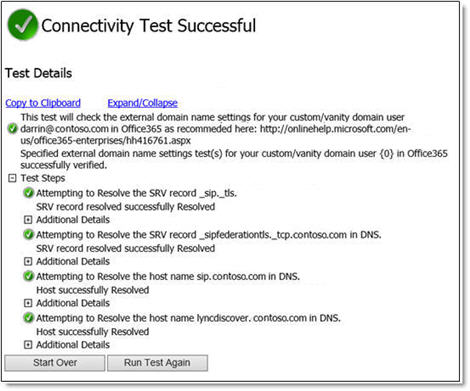 Connectivity Test Successful
Test Details
Copy to Clipboard Expand/Collapse
This test will check the external domain name settings for your custom/vanity domain user
darrin@contoso.com in Office365 as recommeded here: http://onlinehelp.microsoft.com/en-
us/office365-enterprises/hh416761.aspx
Specified external domain name settings test(s) for your custom/vanity domain user {0} in Office365
successfully verified.
Test Steps
Attempting to Resolve the SRV record _sip._tls.
SRV record resolved successfully Resolved
Additional Details
Attempting to Resolve the SRV record _sipfederationtls._tcp.contoso.com in DNS.
SRV record resolved successfully Resolved
Additional Details
Attempting to Resolve the host name sip.contoso.com in DNS.
Host successfully Resolved
Additional Details
Attempting to Resolve the host name lyncdiscover. contoso.com in DNS.
Host successfully Resolved
Additional Details
Start Over Run Test Again